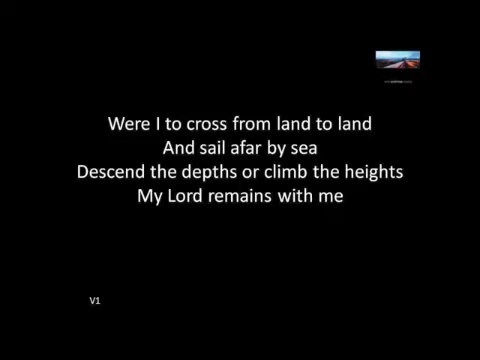 Were I to cross from land to land
And sail afar by sea
Descend the depths or climb the heights
My Lord remains with me
V1